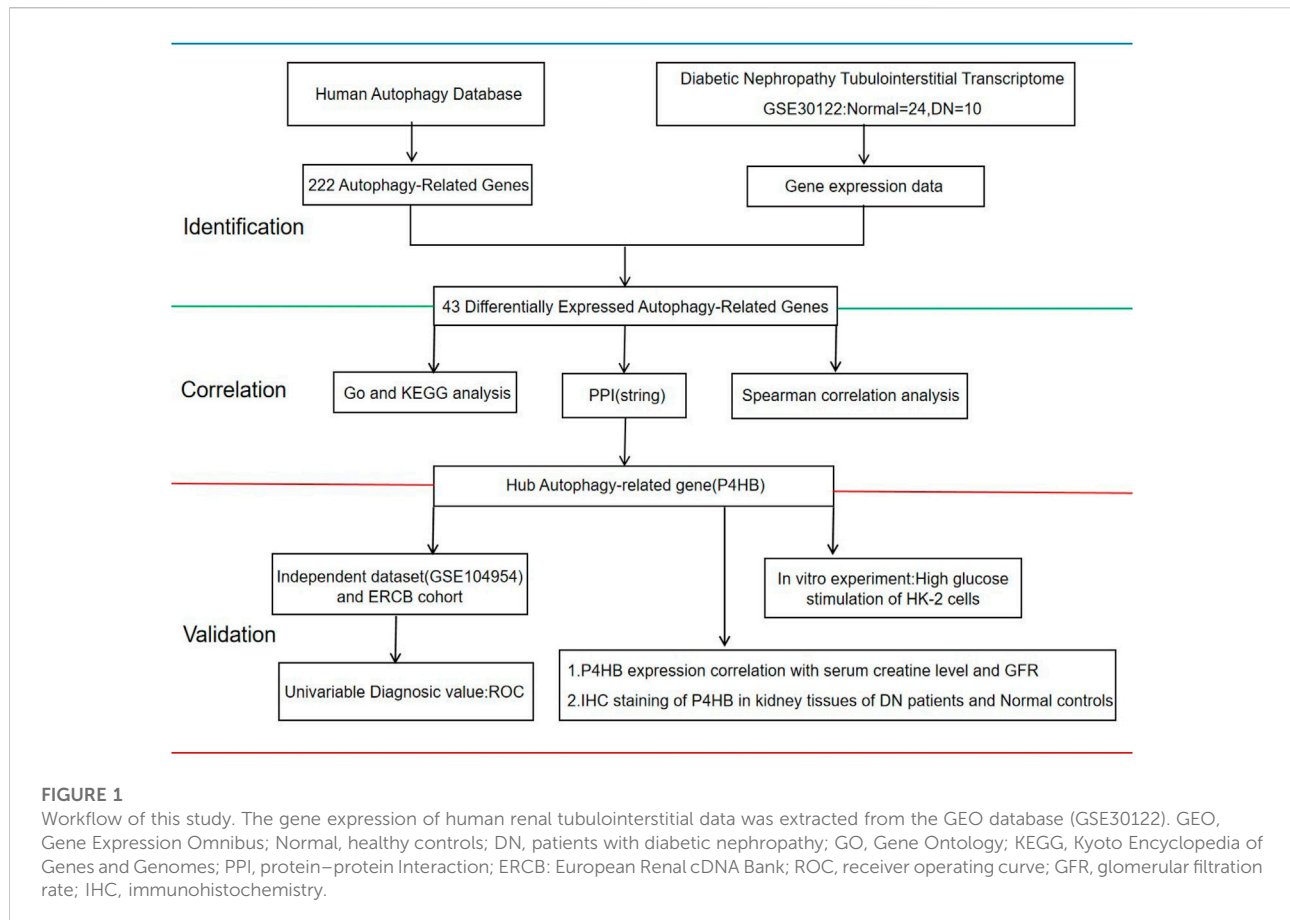 Human Autophagy Database
Diabetic Nephropathy Tubulointerstitial Transcriptome
GSE30122:Normal=24,DN=10
222 Autophagy-Related Genes
Gene expression data
Identification
43 Differentially Expressed Autophagy-Related Genes
Correlation
Go and KEGG analysis
PPI(string)
Spearman correlation analysis
Hub Autophagy-related gene(P4HB)
Independent dataset(GSE104954)
and ERCB cohort
In vitro experiment:High glucose
stimulation of HK-2 cells
Validation
Univariable Diagnosic value:ROC
1.P4HB expression correlation with serum creatine level and GFR
2.IHC staining of P4HB in kidney tissues of DN patients and Normal controls
FIGURE 1
Workflow of this study. The gene expression of human renal tubulointerstitial data was extracted from the GEO database (GSE30122). GEO,
Gene Expression Omnibus; Normal, healthy controls; DN, patients with diabetic nephropathy; GO, Gene Ontology; KEGG, Kyoto Encyclopedia of
Genes and Genomes; PPI, protein–protein Interaction; ERCB: European Renal cDNA Bank; ROC, receiver operating curve; GFR, glomerular filtration
rate; IHC, immunohistochemistry.